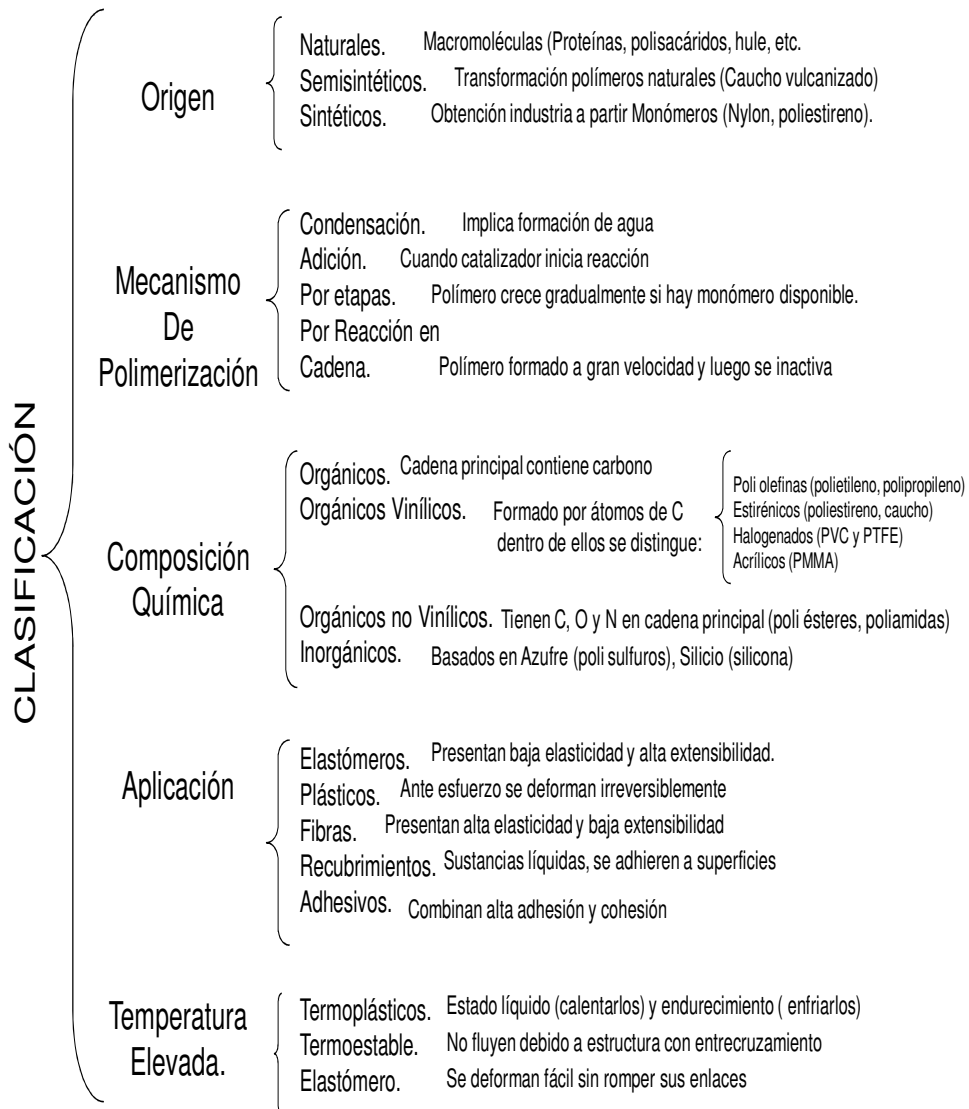 CLASIFICACIÓN
Origen
Naturales. Macromoléculas (Proteínas, polisacáridos, hule, etc.
Semisintéticos. Transformación polímeros naturales (Caucho vulcanizado)
Sintéticos. Obtención industria a partir Monómeros (Nylon, poliestireno).
Mecanismo
De
Polimerización
Condensación. Implica formación de agua
Adición. Cuando catalizador inicia reacción
Por etapas. Polímero crece gradualmente si hay monómero disponible.
Por Reacción en
Cadena. Polímero formado a gran velocidad y luego se inactiva
Composición
Química
Orgánicos. Cadena principal contiene carbono
Orgánicos Vinílicos. Formado por átomos de C
dentro de ellos se distingue:
Poli olefinas (polietileno, polipropileno)
Estirénicos (poliestireno, caucho)
Halogenados (PVC y PTFE)
Acrílicos (PMMA)
Orgánicos no Vinílicos. Tienen C, O y N en cadena principal (poli ésteres, poliamidas)
Inorgánicos. Basados en Azufre (poli sulfuros), Silicio (silicona)
Aplicación
Elastómeros. Presentan baja elasticidad y alta extensibilidad.
Plásticos. Ante esfuerzo se deforman irreversiblemente
Fibras. Presentan alta elasticidad y baja extensibilidad
Recubrimientos. Sustancias líquidas, se adhieren a superficies
Adhesivos. Combinan alta adhesión y cohesión
Temperatura
Elevada.
Termoplásticos. Estado líquido (calentarlos) y endurecimiento ( enfriarlos)
Termoestable. No fluyen debido a estructura con entrecruzamiento
Elastómero. Se deforman fácil sin romper sus enlaces